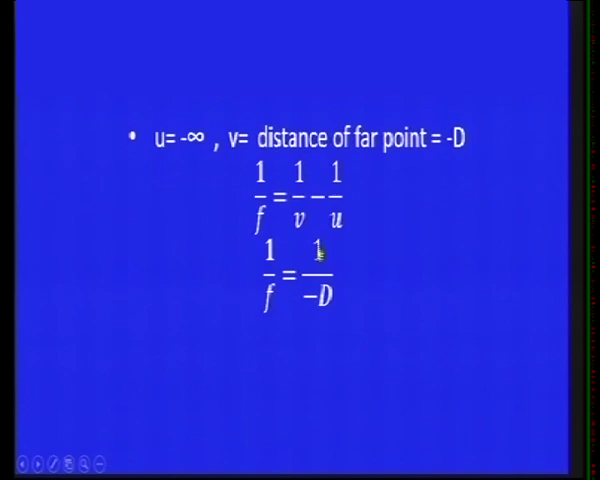 • u= -∞ , v= distance of far point = -D
1/f = 1/v − 1/u
1/f = 1/−D